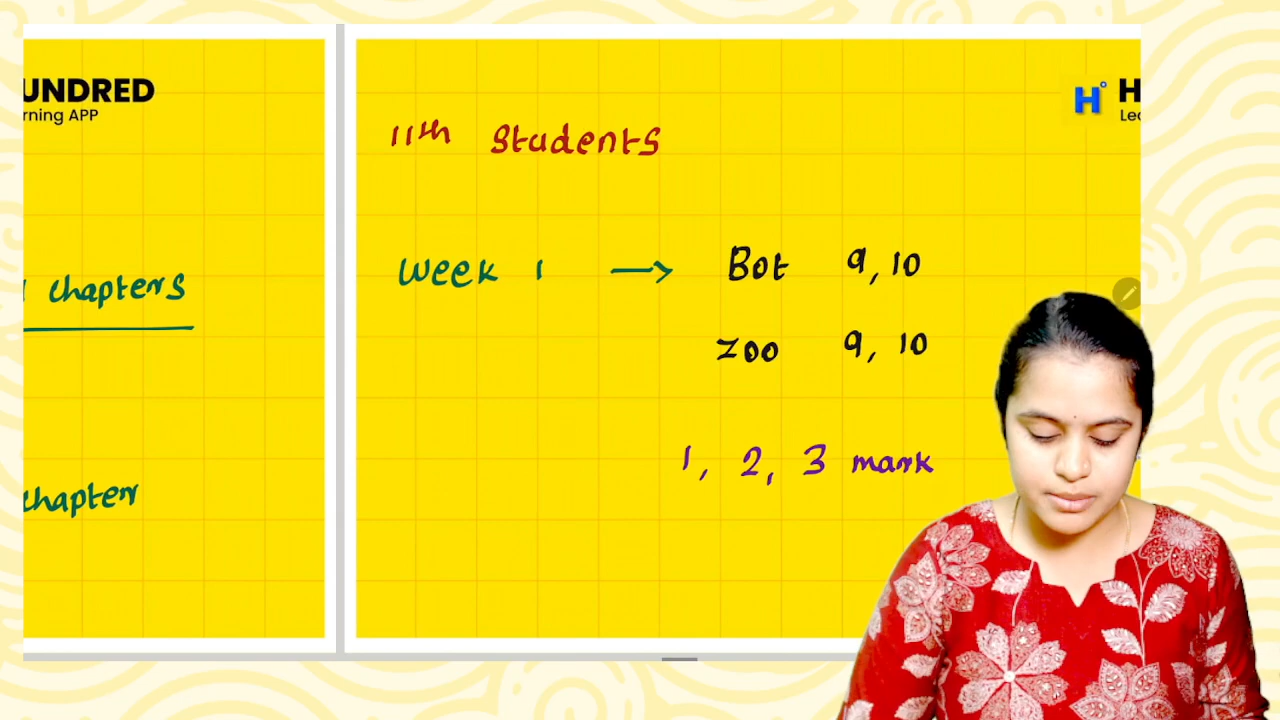 UNDRED
rning APP
chapters
chapter
H
Lea
11th Students
Week 1 → Bot 9, 10
Zoo 9, 10
1, 2, 3 mark